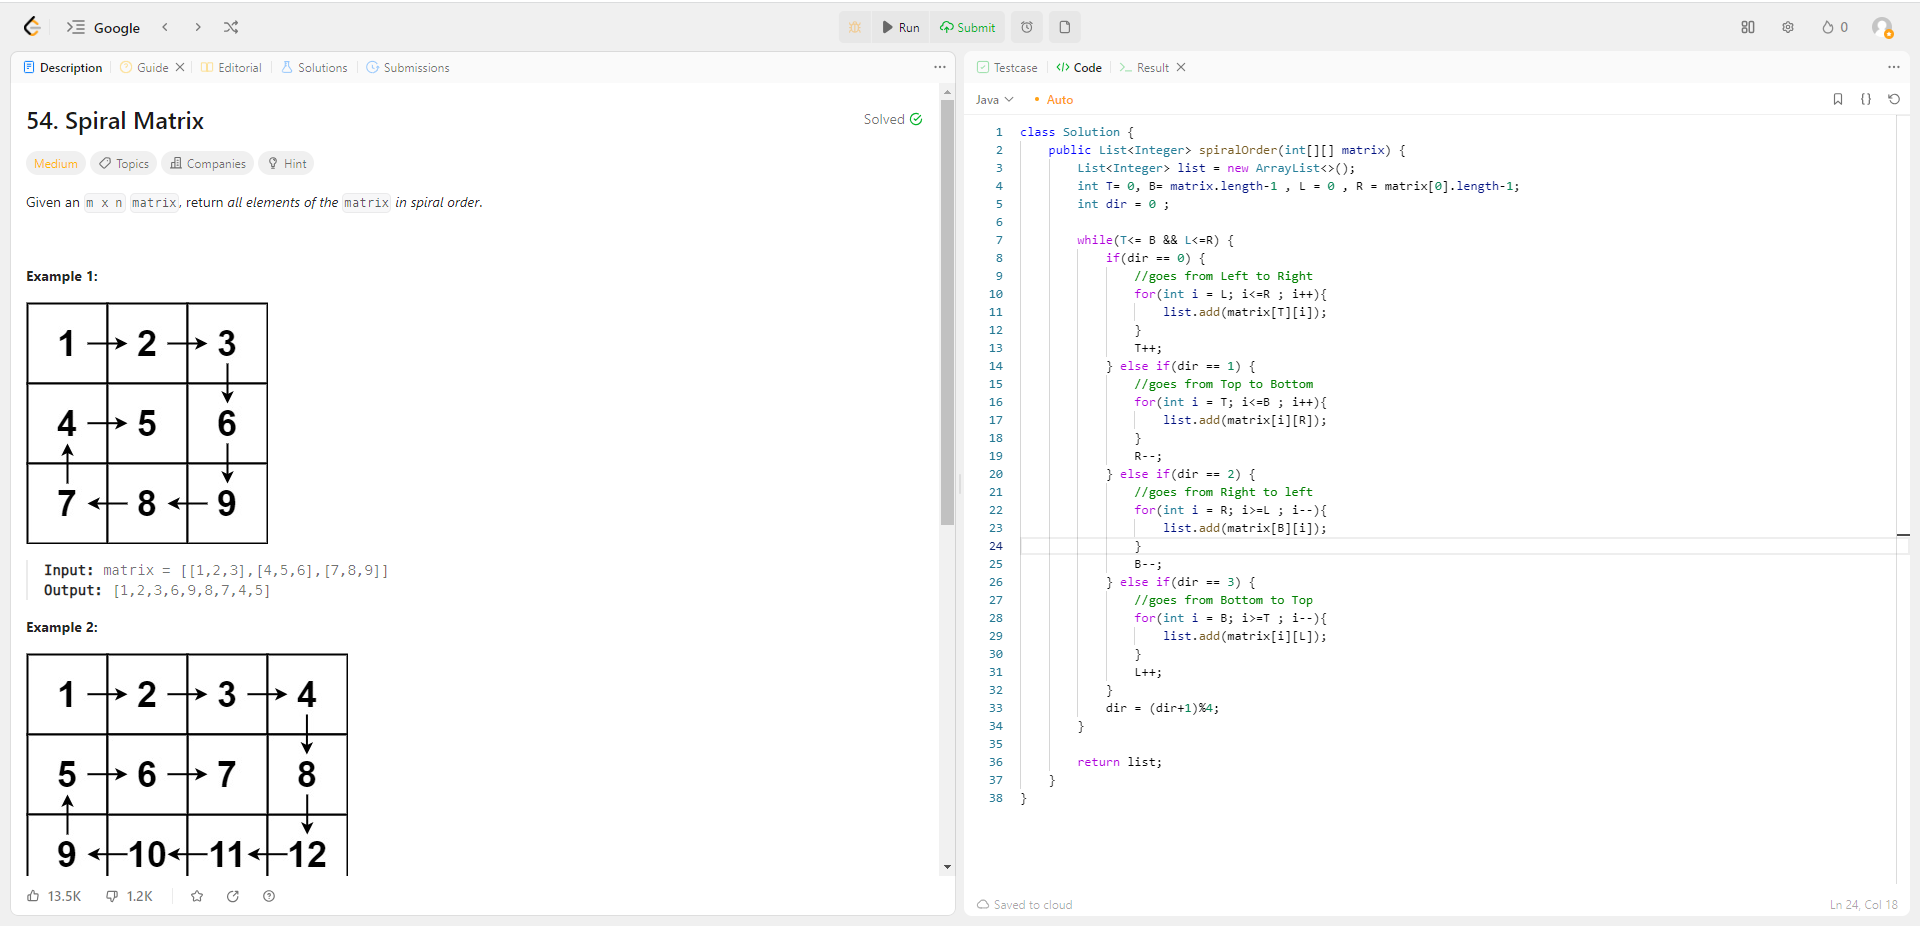 Google
Run
Submit
0
Description
Guide
Editorial
Solutions
Submissions
54. Spiral Matrix
Solved
Medium
Topics
Companies
Hint
Given an m x n matrix, return all elements of the matrix in spiral order.
Example 1:
1 2 3
4 5 6
7 8 9
Input: matrix = [[1,2,3],[4,5,6],[7,8,9]]
Output: [1,2,3,6,9,8,7,4,5]
Example 2:
1 2 3 4
5 6 7 8
9 10 11 12
13.5K
1.2K
Testcase
</> Code
>_ Result
Java
• Auto
{}
1 class Solution {
2 public List<Integer> spiralOrder(int[][] matrix) {
3 List<Integer> list = new ArrayList<>();
4 int T= 0, B= matrix.length-1 , L = 0 , R = matrix[0].length-1;
5 int dir = 0 ;
6
7 while(T<= B && L<=R) {
8 if(dir == 0) {
9 //goes from Left to Right
10 for(int i = L; i<=R ; i++){
11 list.add(matrix[T][i]);
12 }
13 T++;
14 } else if(dir == 1) {
15 //goes from Top to Bottom
16 for(int i = T; i<=B ; i++){
17 list.add(matrix[i][R]);
18 }
19 R--;
20 } else if(dir == 2) {
21 //goes from Right to left
22 for(int i = R; i>=L ; i--){
23 list.add(matrix[B][i]);
24 }
25 B--;
26 } else if(dir == 3) {
27 //goes from Bottom to Top
28 for(int i = B; i>=T ; i--){
29 list.add(matrix[i][L]);
30 }
31 L++;
32 }
33 dir = (dir+1)%4;
34 }
35
36 return list;
37 }
38 }
Saved to cloud
Ln 24, Col 18